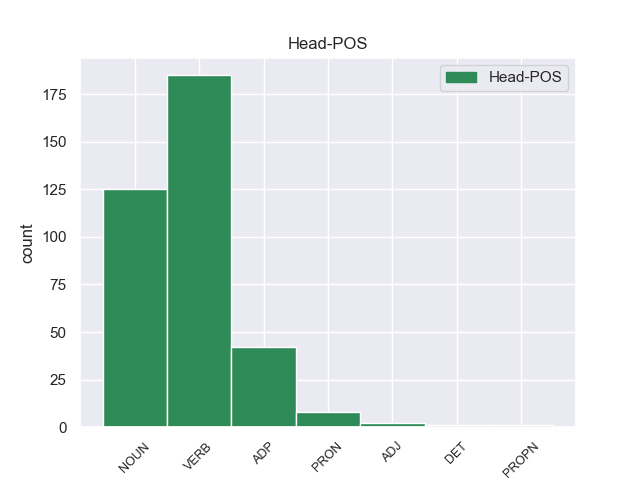 Head-POS
Head-POS
count
175
150
125
100
75
50
25
0
NOUN
VERB
ADP
PRON
ADJ
DET
PROPN